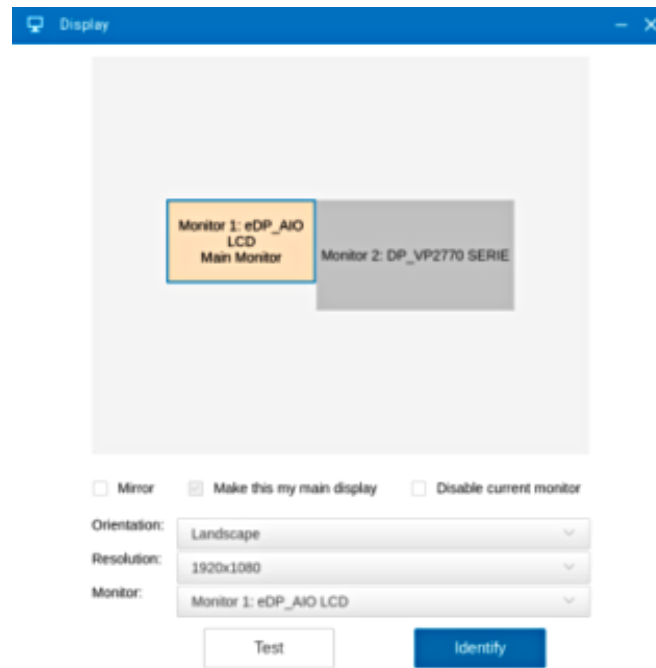 Display
Monitor 1: eDP_AIO
LCD
Main Monitor
Monitor 2: DP_VP2770 SERIE
Mirror
Make this my main display
Disable current monitor
Orientation:
Landscape
Resolution:
1920x1080
Monitor:
Monitor 1: eDP_AIO LCD
Test
Identify